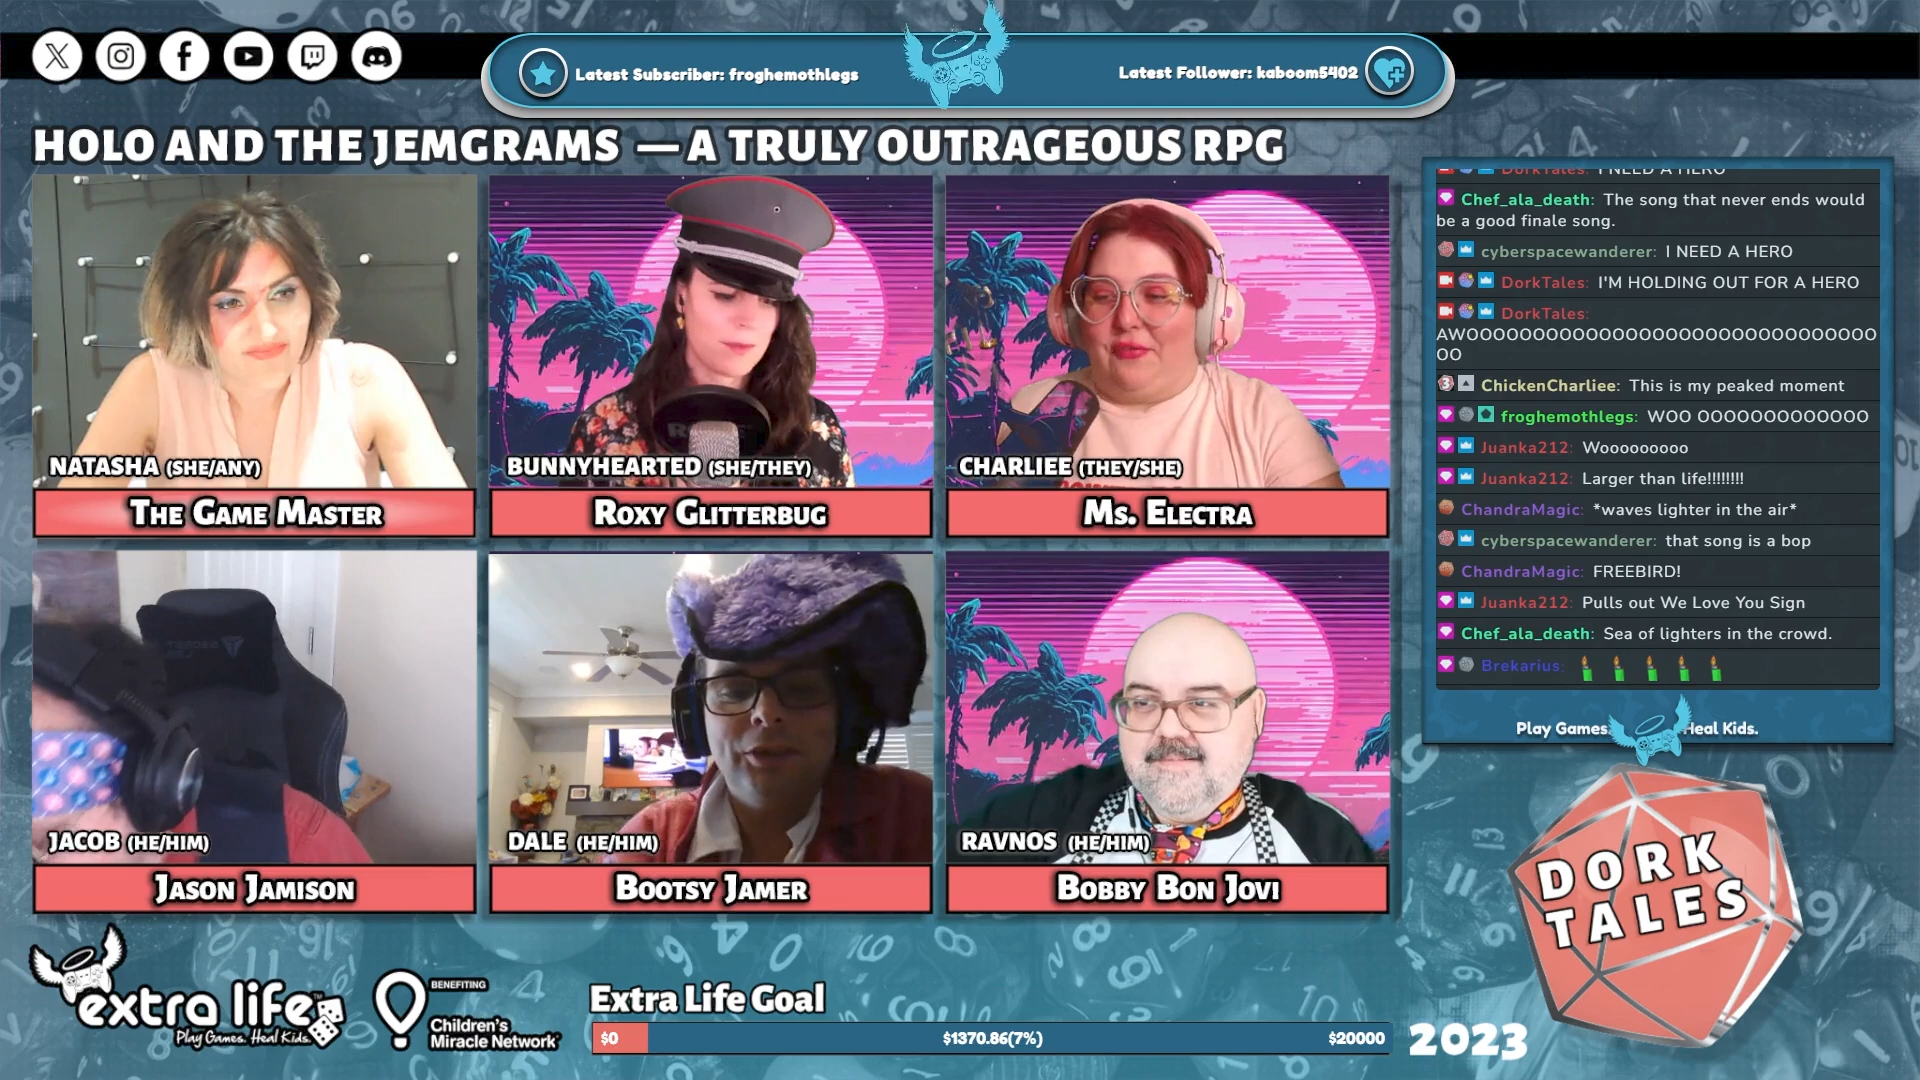 Latest Subscriber: froghemothlegs
Latest Follower: kaboom5402
HOLO AND THE JEMGRAMS — A TRULY OUTRAGEOUS RPG
NATASHA (SHE/ANY)
THE GAME MASTER
BUNNYHEARTED (SHE/THEY)
ROXY GLITTERBUG
CHARLIEE (THEY/SHE)
MS. ELECTRA
JACOB (HE/HIM)
JASON JAMISON
DALE (HE/HIM)
BOOTSY JAMER
RAVNOS (HE/HIM)
BOBBY BON JOVI
DorkTales: I NEED A HERO
Chef_ala_death: The song that never ends would
be a good finale song.
cyberspacewanderer: I NEED A HERO
DorkTales: I'M HOLDING OUT FOR A HERO
DorkTales:
AWOOOOOOOOOOOOOOOOOOOOOOOOOOOOOOO
OO
3 ChickenCharliee: This is my peaked moment
froghemothlegs: WOO OOOOOOOOOOOOO
Juanka212: Wooooooooo
Juanka212: Larger than life!!!!!!!!
ChandraMagic: *waves lighter in the air*
cyberspacewanderer: that song is a bop
ChandraMagic: FREEBIRD!
Juanka212: Pulls out We Love You Sign
Chef_ala_death: Sea of lighters in the crowd.
Brekarius:
Play Games. Heal Kids.
DORK
TALES
extra life
Play Games. Heal Kids.
BENEFITING
Children's
Miracle Network
Extra Life Goal
$0 $1370.86(7%) $20000
2023